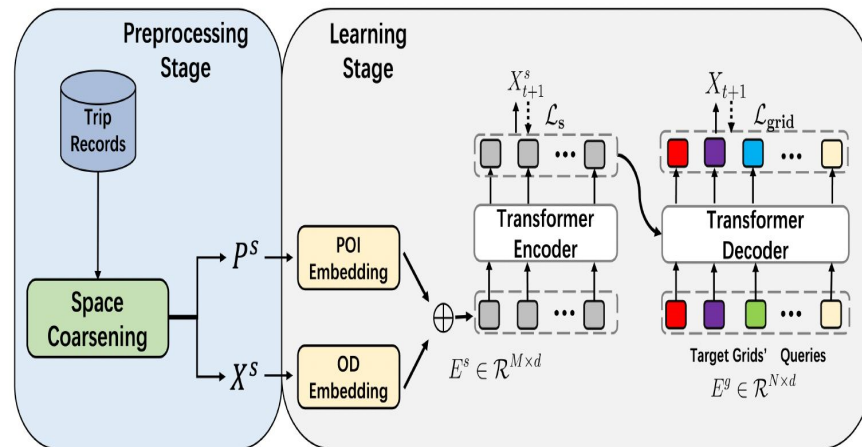 Preprocessing
Stage
Trip
Records
Space
Coarsening
P^s
X^s
Learning
Stage
POI
Embedding
OD
Embedding
⊕
E^s ∈ R^{M×d}
X^s_{t+1}
L_s
•••
Transformer
Encoder
•••
X_{t+1}
L_grid
•••
Transformer
Decoder
•••
Target Grids' Queries
E^g ∈ R^{N×d}